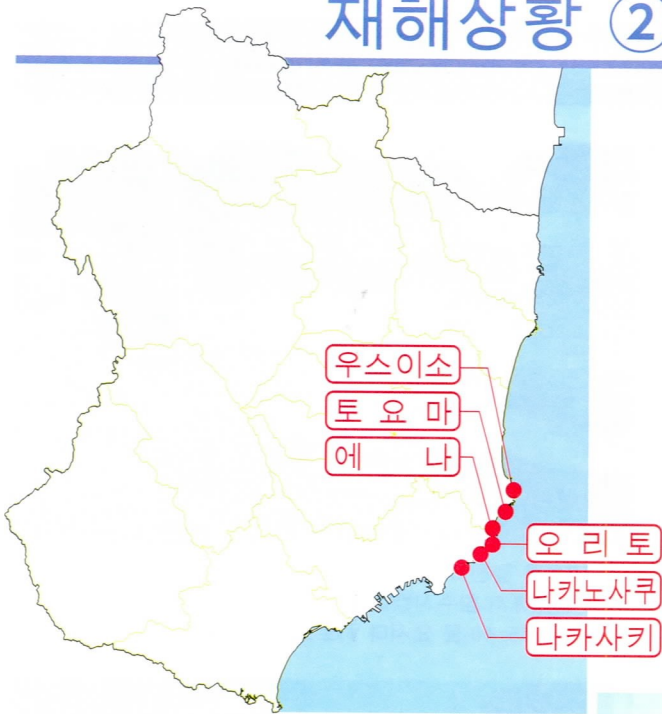 재해상황 ②
우스이소
토 요 마
에 나
오 리 토
나카노사쿠
나카사키